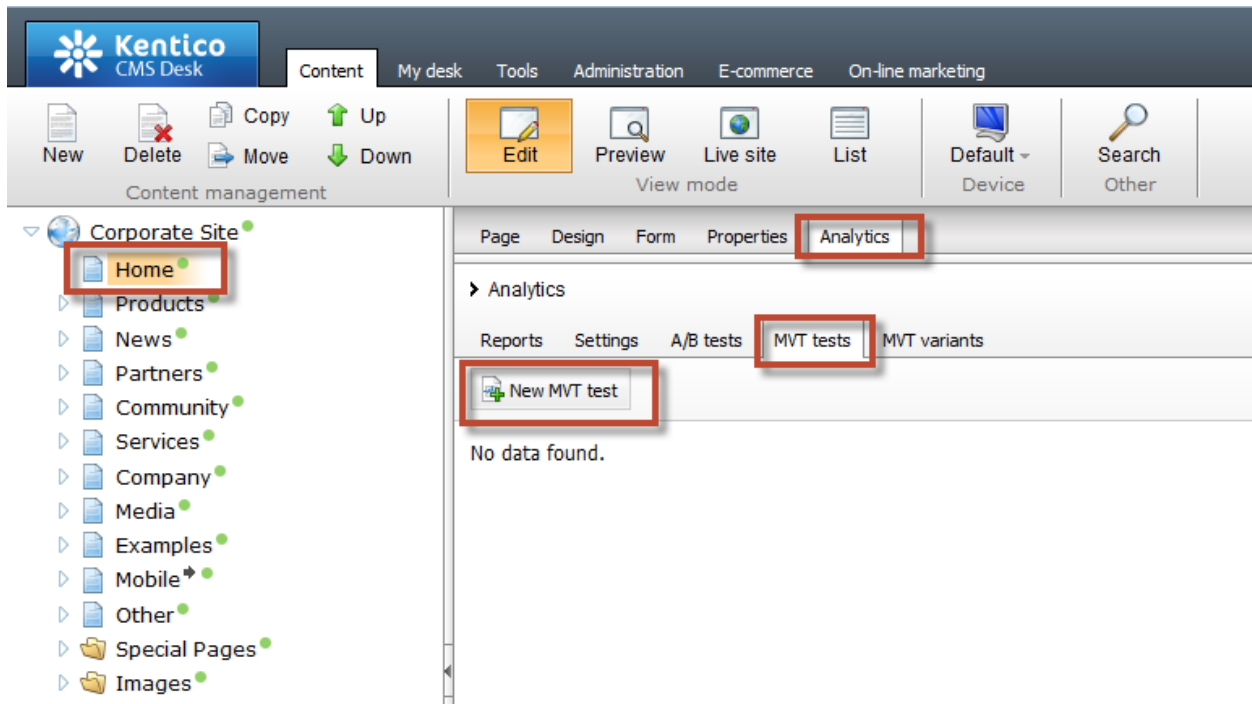 Kentico
CMS Desk
Content My desk Tools Administration E-commerce On-line marketing
New Delete Copy Move Up Down
Content management
Edit Preview Live site List
View mode
Default
Device
Search
Other
Corporate Site
Home
Products
News
Partners
Community
Services
Company
Media
Examples
Mobile
Other
Special Pages
Images
Page Design Form Properties Analytics
Analytics
Reports Settings A/B tests MVT tests MVT variants
New MVT test
No data found.